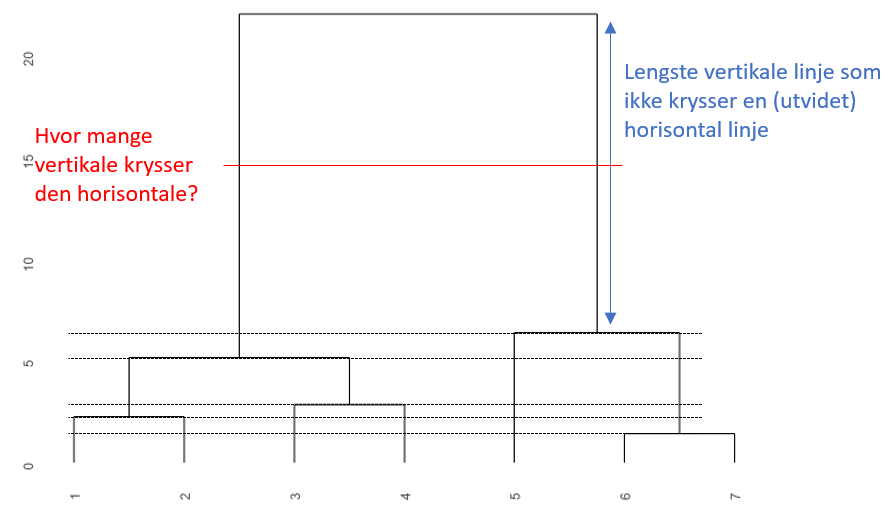 20
Lengste vertikale linje som
ikke krysser en (utvidet)
horisontal linje
Hvor mange
15
vertikale krysser
den horisontale?
10
5
0
1 2 3 4 5 6 7